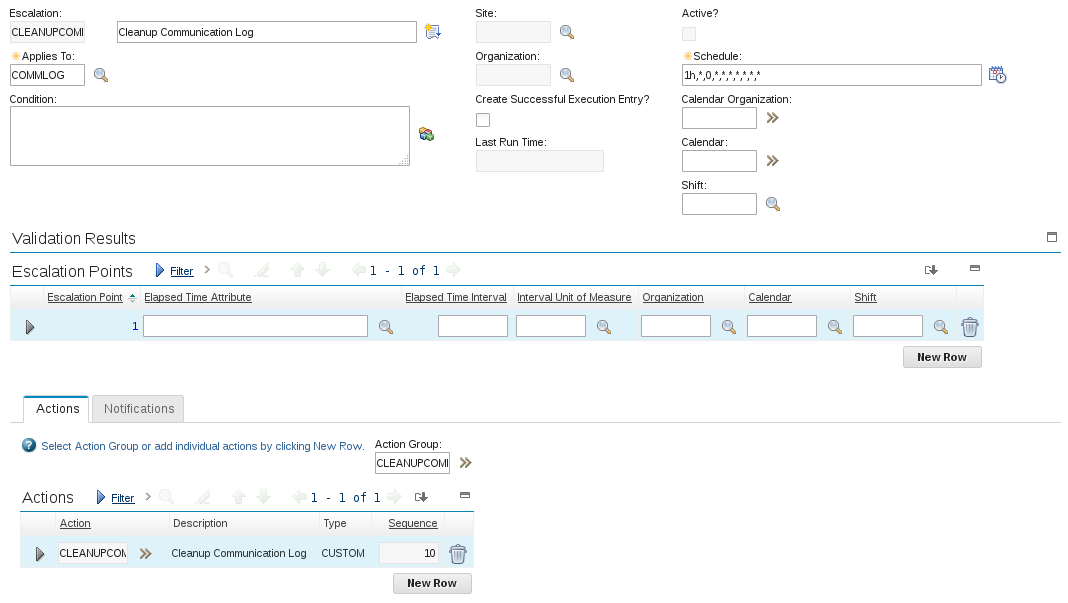 Escalation:
CLEANUPCOMI
Cleanup Communication Log
Site:
Active?
Applies To:
COMMLOG
Organization:
Schedule:
1h,*,0,*,*,*,*,*,*,*
Condition:
Create Successful Execution Entry?
Calendar Organization:
Last Run Time:
Calendar:
Shift:
Validation Results
Escalation Points Filter 1 - 1 of 1
Escalation Point Elapsed Time Attribute Elapsed Time Interval Interval Unit of Measure Organization Calendar Shift
1
New Row
Actions Notifications
Select Action Group or add individual actions by clicking New Row.
Action Group:
CLEANUPCOMI
Actions Filter 1 - 1 of 1
Action Description Type Sequence
CLEANUPCOM Cleanup Communication Log CUSTOM 10
New Row